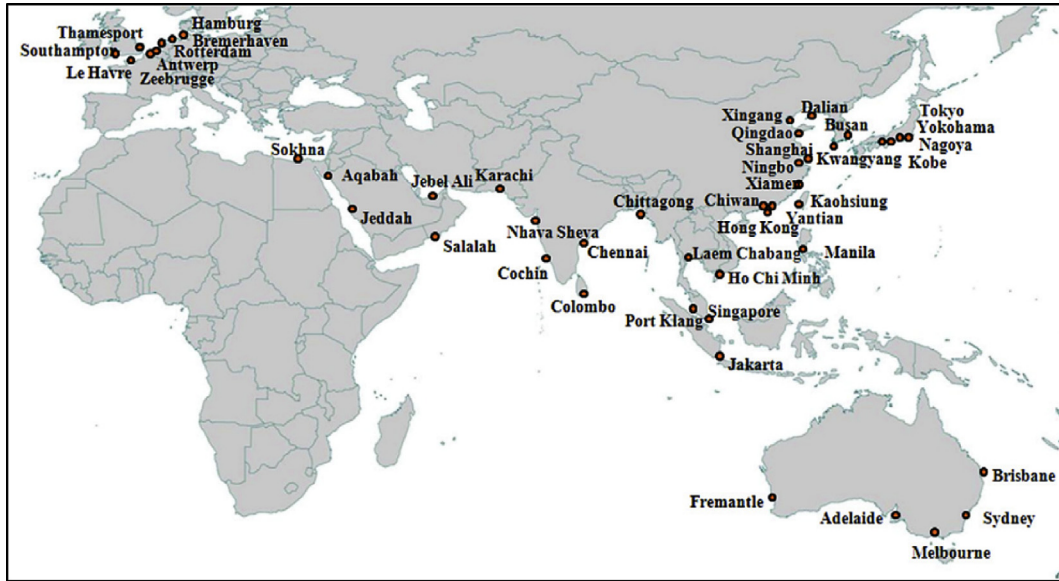 Hamburg
Thamesport
Bremerhaven
Southampton
Rotterdam
Antwerp
Le Havre
Zeebrugge
Dalian
Tokyo
Xingang
Busan
Yokohama
Qingdao
Nagoya
Shanghai
Kwangyang
Kobe
Sokhna
Ningbo
Aqabah
Jebel Ali
Karachi
Xiamen
Chittagong
Chiwan
Kaohsiung
Jeddah
Yantian
Nhava Sheva
Hong Kong
Salalah
Chennai
Laem Chabang
Manila
Cochin
Ho Chi Minh
Colombo
Singapore
Port Klang
Jakarta
Brisbane
Fremantle
Adelaide
Sydney
Melbourne